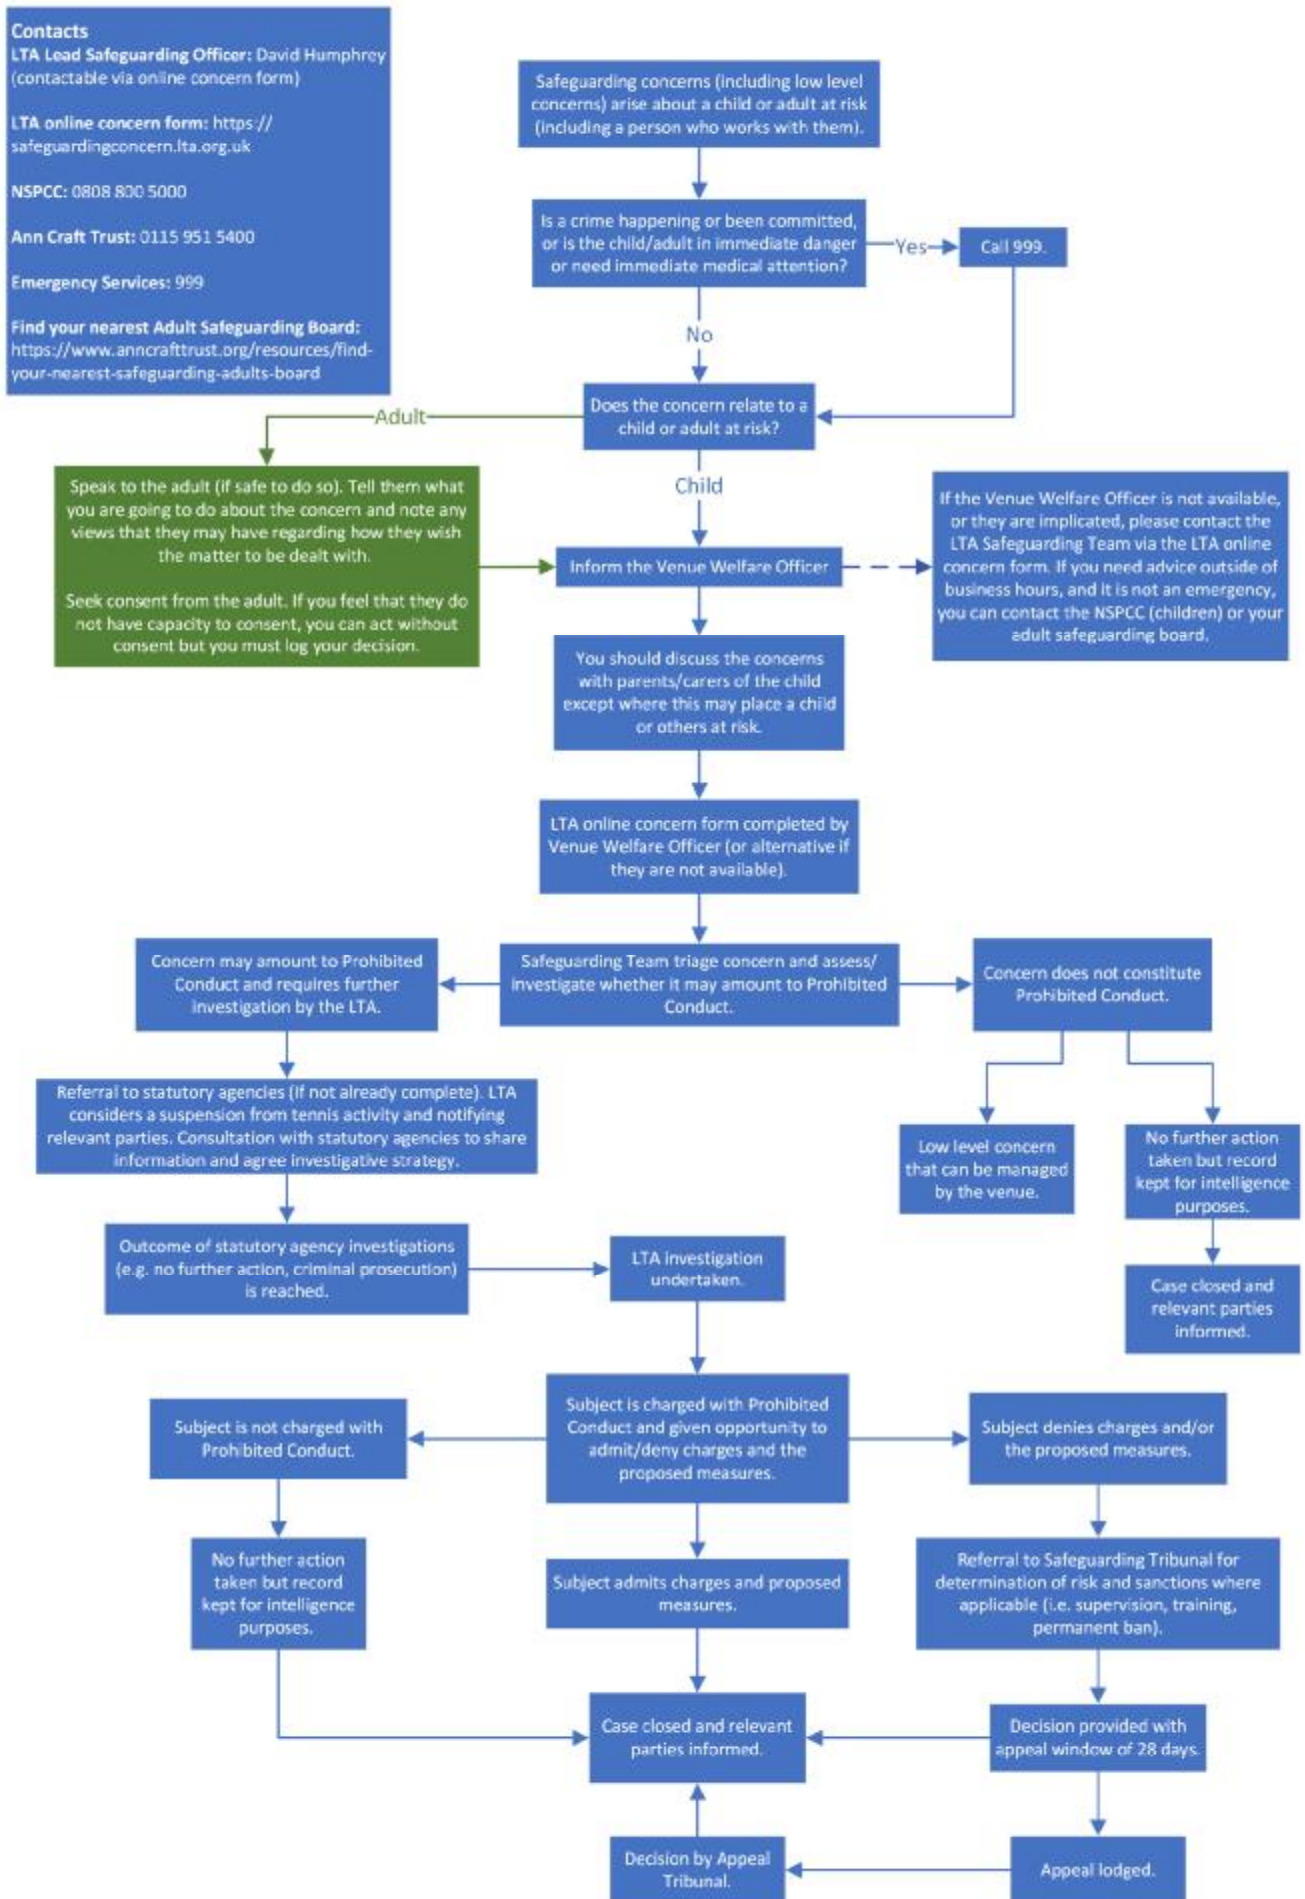 Contacts
LTA Lead Safeguarding Officer: David Humphrey
(contactable via online concern form)
LTA online concern form: https://
safeguardingconcern.lta.org.uk
NSPCC: 0808 800 5000
Ann Craft Trust: 0115 951 5400
Emergency Services: 999
Find your nearest Adult Safeguarding Board:
https://www.anncrafttrust.org/resources/find-
your-nearest-safeguarding-adults-board
Safeguarding concerns (including low level
concerns) arise about a child or adult at risk
(including a person who works with them).
Is a crime happening or been committed,
or is the child/adult in immediate danger
or need immediate medical attention?
Yes
Call 999.
No
Does the concern relate to a
child or adult at risk?
Adult
Child
Speak to the adult (if safe to do so). Tell them what
you are going to do about the concern and note any
views that they may have regarding how they wish
the matter to be dealt with.
Seek consent from the adult. If you feel that they do
not have capacity to consent, you can act without
consent but you must log your decision.
Inform the Venue Welfare Officer
If the Venue Welfare Officer is not available,
or they are implicated, please contact the
LTA Safeguarding Team via the LTA online
concern form. If you need advice outside of
business hours, and it is not an emergency,
you can contact the NSPCC (children) or your
adult safeguarding board.
You should discuss the concerns
with parents/carers of the child
except where this may place a child
or others at risk.
LTA online concern form completed by
Venue Welfare Officer (or alternative if
they are not available).
Concern may amount to Prohibited
Conduct and requires further
investigation by the LTA.
Safeguarding Team triage concern and assess/
investigate whether it may amount to Prohibited
Conduct.
Concern does not constitute
Prohibited Conduct.
Referral to statutory agencies (if not already complete). LTA
considers a suspension from tennis activity and notifying
relevant parties. Consultation with statutory agencies to share
information and agree investigative strategy.
Low level concern
that can be managed
by the venue.
No further action
taken but record
kept for intelligence
purposes.
Outcome of statutory agency investigations
(e.g. no further action, criminal prosecution)
is reached.
LTA investigation
undertaken.
Case closed and
relevant parties
informed.
Subject is not charged with
Prohibited Conduct.
Subject is charged with Prohibited
Conduct and given opportunity to
admit/deny charges and the
proposed measures.
Subject denies charges and/or
the proposed measures.
No further action
taken but record
kept for intelligence
purposes.
Subject admits charges and proposed
measures.
Referral to Safeguarding Tribunal for
determination of risk and sanctions where
applicable (i.e. supervision, training,
permanent ban).
Case closed and relevant
parties informed.
Decision provided with
appeal window of 28 days.
Decision by Appeal
Tribunal.
Appeal lodged.